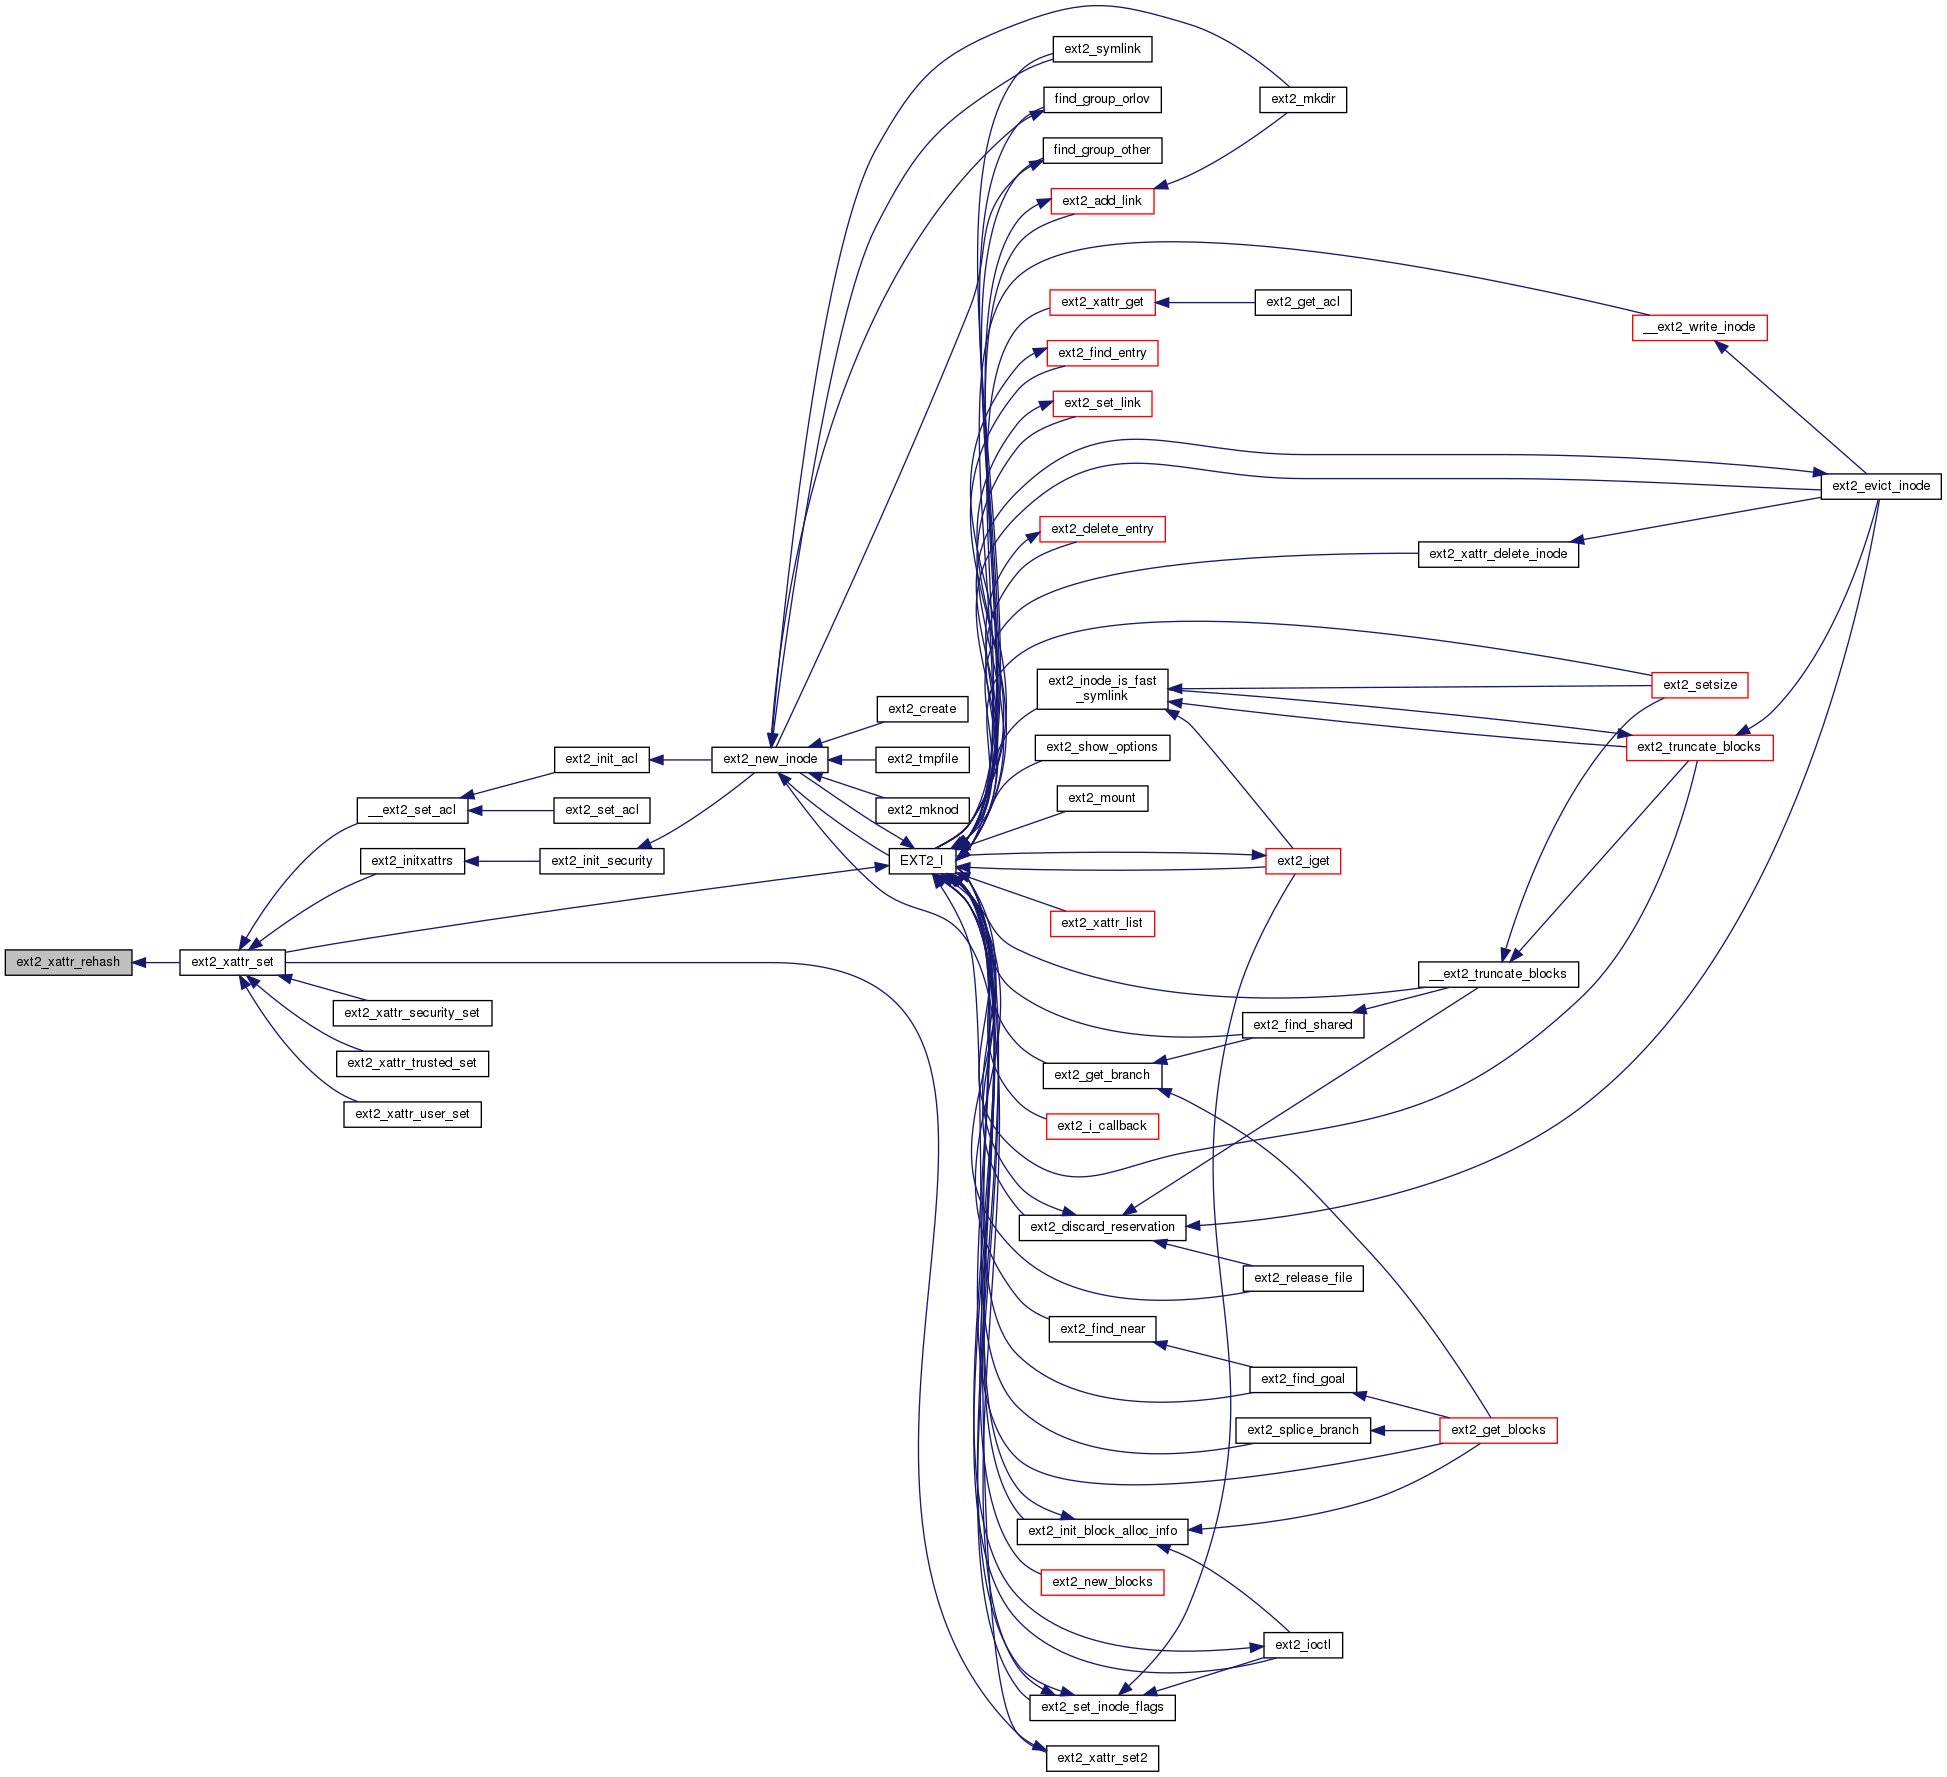 ext2_symlink
find_group_orlov
ext2_mkdir
find_group_other
ext2_add_link
ext2_xattr_get
ext2_get_acl
__ext2_write_inode
ext2_find_entry
ext2_set_link
ext2_evict_inode
ext2_delete_entry
ext2_xattr_delete_inode
ext2_inode_is_fast
_symlink
ext2_setsize
ext2_create
ext2_show_options
ext2_truncate_blocks
ext2_init_acl
ext2_new_inode
ext2_tmpfile
ext2_mount
__ext2_set_acl
ext2_set_acl
ext2_mknod
ext2_initxattrs
ext2_init_security
EXT2_I
ext2_iget
ext2_xattr_list
ext2_xattr_rehash
ext2_xattr_set
__ext2_truncate_blocks
ext2_xattr_security_set
ext2_find_shared
ext2_xattr_trusted_set
ext2_get_branch
ext2_xattr_user_set
ext2_i_callback
ext2_discard_reservation
ext2_release_file
ext2_find_near
ext2_find_goal
ext2_splice_branch
ext2_get_blocks
ext2_init_block_alloc_info
ext2_new_blocks
ext2_ioctl
ext2_set_inode_flags
ext2_xattr_set2